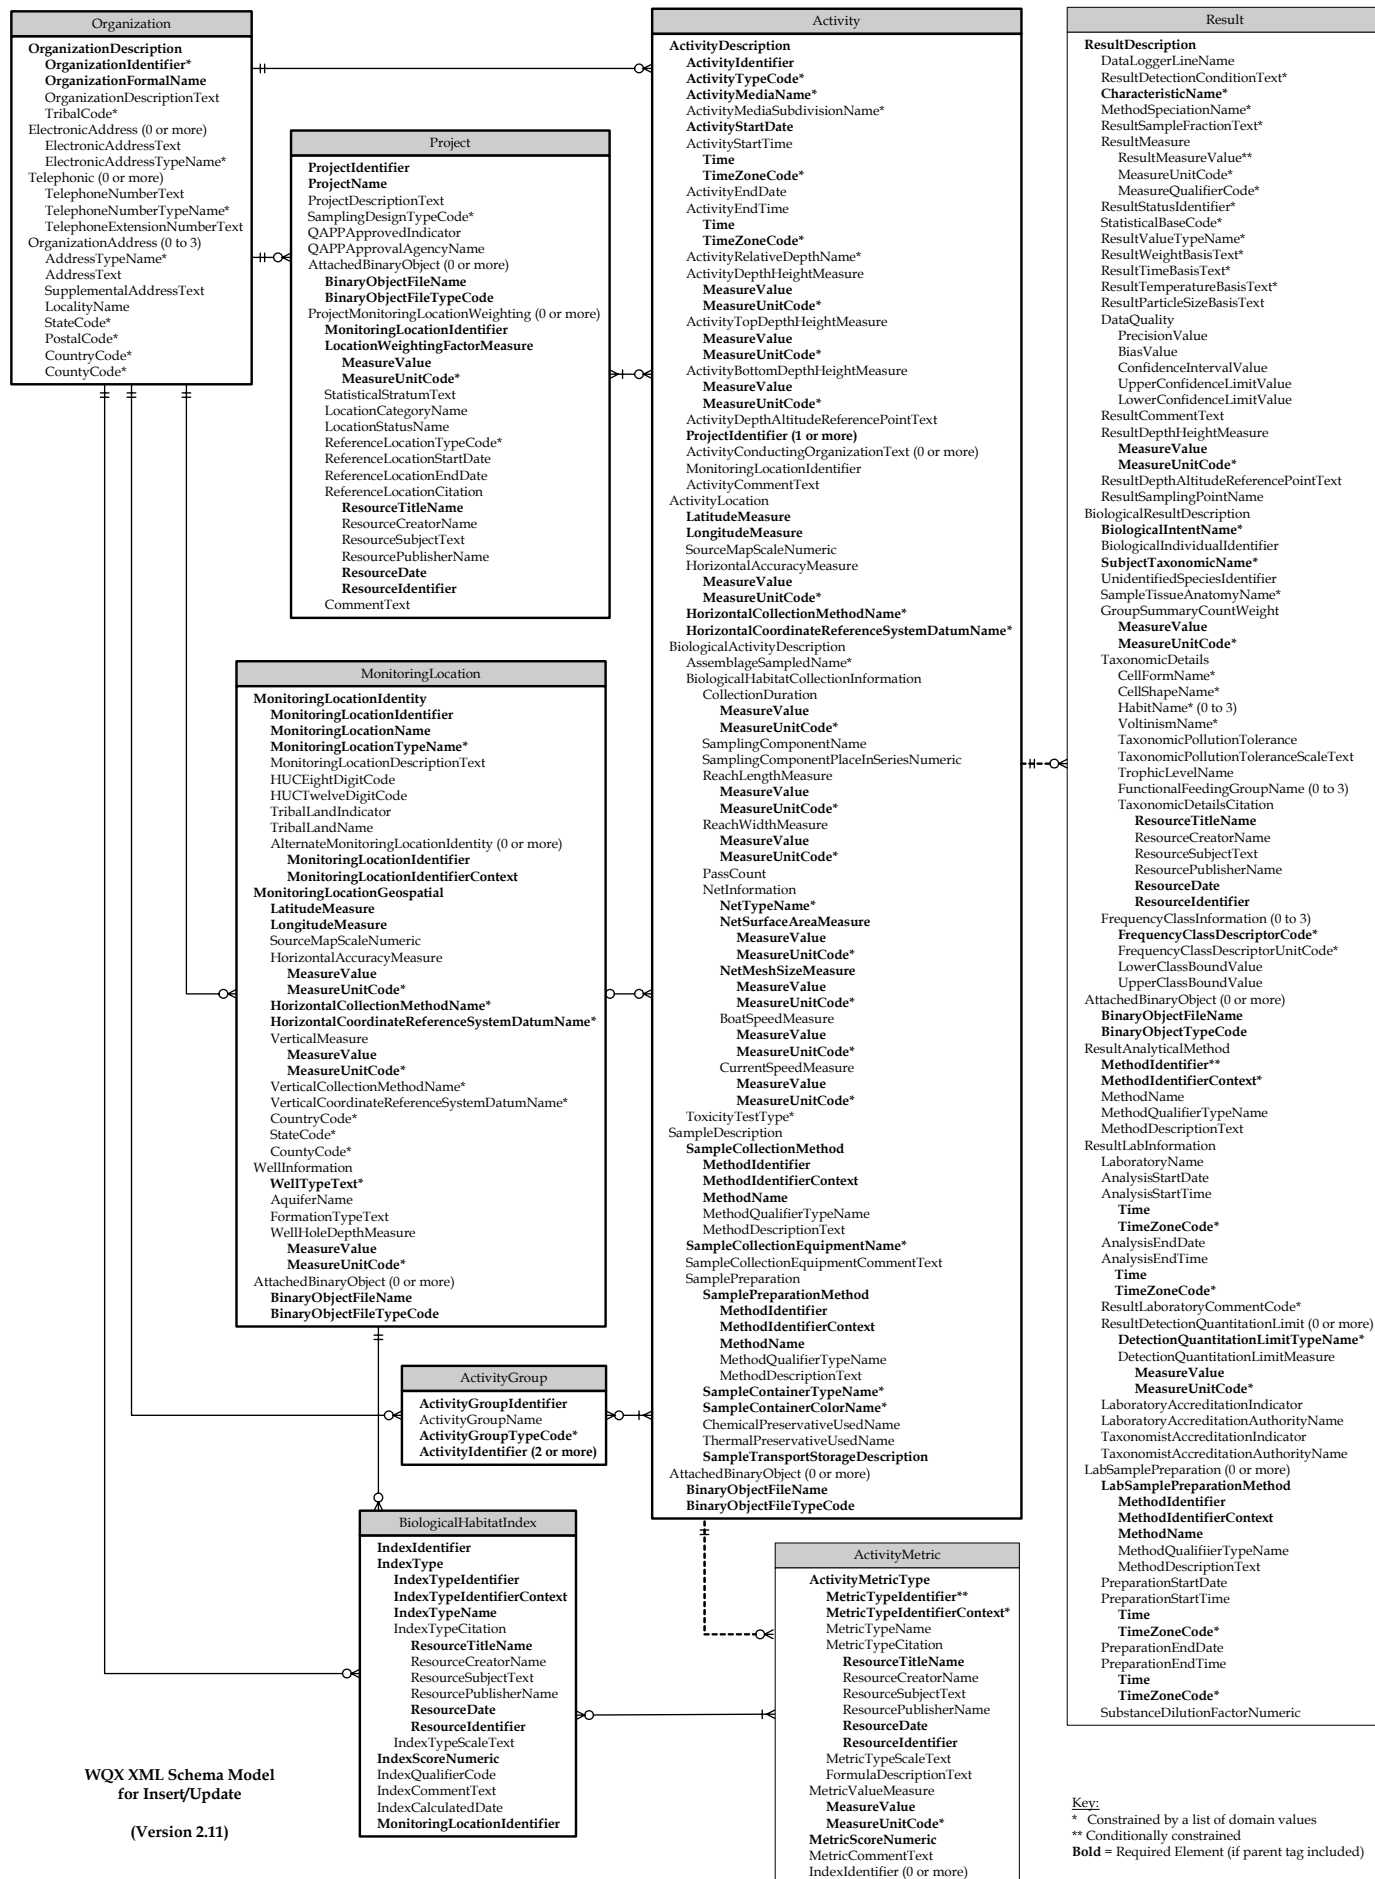 Organization
OrganizationDescription
OrganizationIdentifier*
OrganizationFormalName
OrganizationDescriptionText
TribalCode*
ElectronicAddress (0 or more)
ElectronicAddressText
ElectronicAddressTypeName*
Telephonic (0 or more)
TelephoneNumberText
TelephoneNumberTypeName*
TelephoneExtensionNumberText
OrganizationAddress (0 to 3)
AddressTypeName*
AddressText
SupplementalAddressText
LocalityName
StateCode*
PostalCode*
CountryCode*
CountyCode*
Project
ProjectIdentifier
ProjectName
ProjectDescriptionText
SamplingDesignTypeCode*
QAPPApprovedIndicator
QAPPApprovalAgencyName
AttachedBinaryObject (0 or more)
BinaryObjectFileName
BinaryObjectFileTypeCode
ProjectMonitoringLocationWeighting (0 or more)
MonitoringLocationIdentifier
LocationWeightingFactorMeasure
MeasureValue
MeasureUnitCode*
StatisticalStratumText
LocationCategoryName
LocationStatusName
ReferenceLocationTypeCode*
ReferenceLocationStartDate
ReferenceLocationEndDate
ReferenceLocationCitation
ResourceTitleName
ResourceCreatorName
ResourceSubjectText
ResourcePublisherName
ResourceDate
ResourceIdentifier
CommentText
MonitoringLocation
MonitoringLocationIdentity
MonitoringLocationIdentifier
MonitoringLocationName
MonitoringLocationTypeName*
MonitoringLocationDescriptionText
HUCEightDigitCode
HUCTwelveDigitCode
TribalLandIndicator
TribalLandName
AlternateMonitoringLocationIdentity (0 or more)
MonitoringLocationIdentifier
MonitoringLocationIdentifierContext
MonitoringLocationGeospatial
LatitudeMeasure
LongitudeMeasure
SourceMapScaleNumeric
HorizontalAccuracyMeasure
MeasureValue
MeasureUnitCode*
HorizontalCollectionMethodName*
HorizontalCoordinateReferenceSystemDatumName*
VerticalMeasure
MeasureValue
MeasureUnitCode*
VerticalCollectionMethodName*
VerticalCoordinateReferenceSystemDatumName*
CountryCode*
StateCode*
CountyCode*
WellInformation
WellTypeText*
AquiferName
FormationTypeText
WellHoleDepthMeasure
MeasureValue
MeasureUnitCode*
AttachedBinaryObject (0 or more)
BinaryObjectFileName
BinaryObjectFileTypeCode
ActivityGroup
ActivityGroupIdentifier
ActivityGroupName
ActivityGroupTypeCode*
ActivityIdentifier (2 or more)
BiologicalHabitatIndex
IndexIdentifier
IndexType
IndexTypeIdentifier
IndexTypeIdentifierContext
IndexTypeName
IndexTypeCitation
ResourceTitleName
ResourceCreatorName
ResourceSubjectText
ResourcePublisherName
ResourceDate
ResourceIdentifier
IndexTypeScaleText
IndexScoreNumeric
IndexQualifierCode
IndexCommentText
IndexCalculatedDate
MonitoringLocationIdentifier
WQX XML Schema Model
for Insert/Update
(Version 2.11)
Activity
ActivityDescription
ActivityIdentifier
ActivityTypeCode*
ActivityMediaName*
ActivityMediaSubdivisionName*
ActivityStartDate
ActivityStartTime
Time
TimeZoneCode*
ActivityEndDate
ActivityEndTime
Time
TimeZoneCode*
ActivityRelativeDepthName*
ActivityDepthHeightMeasure
MeasureValue
MeasureUnitCode*
ActivityTopDepthHeightMeasure
MeasureValue
MeasureUnitCode*
ActivityBottomDepthHeightMeasure
MeasureValue
MeasureUnitCode*
ActivityDepthAltitudeReferencePointText
ProjectIdentifier (1 or more)
ActivityConductingOrganizationText (0 or more)
MonitoringLocationIdentifier
ActivityCommentText
ActivityLocation
LatitudeMeasure
LongitudeMeasure
SourceMapScaleNumeric
HorizontalAccuracyMeasure
MeasureValue
MeasureUnitCode*
HorizontalCollectionMethodName*
HorizontalCoordinateReferenceSystemDatumName*
BiologicalActivityDescription
AssemblageSampledName*
BiologicalHabitatCollectionInformation
CollectionDuration
MeasureValue
MeasureUnitCode*
SamplingComponentName
SamplingComponentPlaceInSeriesNumeric
ReachLengthMeasure
MeasureValue
MeasureUnitCode*
ReachWidthMeasure
MeasureValue
MeasureUnitCode*
PassCount
NetInformation
NetTypeName*
NetSurfaceAreaMeasure
MeasureValue
MeasureUnitCode*
NetMeshSizeMeasure
MeasureValue
MeasureUnitCode*
BoatSpeedMeasure
MeasureValue
MeasureUnitCode*
CurrentSpeedMeasure
MeasureValue
MeasureUnitCode*
ToxicityTestType*
SampleDescription
SampleCollectionMethod
MethodIdentifier
MethodIdentifierContext
MethodName
MethodQualifierTypeName
MethodDescriptionText
SampleCollectionEquipmentName*
SampleCollectionEquipmentCommentText
SamplePreparation
SamplePreparationMethod
MethodIdentifier
MethodIdentifierContext
MethodName
MethodQualifierTypeName
MethodDescriptionText
SampleContainerTypeName*
SampleContainerColorName*
ChemicalPreservativeUsedName
ThermalPreservativeUsedName
SampleTransportStorageDescription
AttachedBinaryObject (0 or more)
BinaryObjectFileName
BinaryObjectFileTypeCode
ActivityMetric
ActivityMetricType
MetricTypeIdentifier**
MetricTypeIdentifierContext*
MetricTypeName
MetricTypeCitation
ResourceTitleName
ResourceCreatorName
ResourceSubjectText
ResourcePublisherName
ResourceDate
ResourceIdentifier
MetricTypeScaleText
FormulaDescriptionText
MetricValueMeasure
MeasureValue
MeasureUnitCode*
MetricScoreNumeric
MetricCommentText
IndexIdentifier (0 or more)
Result
ResultDescription
DataLoggerLineName
ResultDetectionConditionText*
CharacteristicName*
MethodSpeciationName*
ResultSampleFractionText*
ResultMeasure
ResultMeasureValue**
MeasureUnitCode*
MeasureQualifierCode*
ResultStatusIdentifier*
StatisticalBaseCode*
ResultValueTypeName*
ResultWeightBasisText*
ResultTimeBasisText*
ResultTemperatureBasisText*
ResultParticleSizeBasisText
DataQuality
PrecisionValue
BiasValue
ConfidenceIntervalValue
UpperConfidenceLimitValue
LowerConfidenceLimitValue
ResultCommentText
ResultDepthHeightMeasure
MeasureValue
MeasureUnitCode*
ResultDepthAltitudeReferencePointText
ResultSamplingPointName
BiologicalResultDescription
BiologicalIntentName*
BiologicalIndividualIdentifier
SubjectTaxonomicName*
UnidentifiedSpeciesIdentifier
SampleTissueAnatomyName*
GroupSummaryCountWeight
MeasureValue
MeasureUnitCode*
TaxonomicDetails
CellFormName*
CellShapeName*
HabitName* (0 to 3)
VoltinismName*
TaxonomicPollutionTolerance
TaxonomicPollutionToleranceScaleText
TrophicLevelName
FunctionalFeedingGroupName (0 to 3)
TaxonomicDetailsCitation
ResourceTitleName
ResourceCreatorName
ResourceSubjectText
ResourcePublisherName
ResourceDate
ResourceIdentifier
FrequencyClassInformation (0 to 3)
FrequencyClassDescriptorCode*
FrequencyClassDescriptorUnitCode*
LowerClassBoundValue
UpperClassBoundValue
AttachedBinaryObject (0 or more)
BinaryObjectFileName
BinaryObjectTypeCode
ResultAnalyticalMethod
MethodIdentifier**
MethodIdentifierContext*
MethodName
MethodQualifierTypeName
MethodDescriptionText
ResultLabInformation
LaboratoryName
AnalysisStartDate
AnalysisStartTime
Time
TimeZoneCode*
AnalysisEndDate
AnalysisEndTime
Time
TimeZoneCode*
ResultLaboratoryCommentCode*
ResultDetectionQuantitationLimit (0 or more)
DetectionQuantitationLimitTypeName*
DetectionQuantitationLimitMeasure
MeasureValue
MeasureUnitCode*
LaboratoryAccreditationIndicator
LaboratoryAccreditationAuthorityName
TaxonomistAccreditationIndicator
TaxonomistAccreditationAuthorityName
LabSamplePreparation (0 or more)
LabSamplePreparationMethod
MethodIdentifier
MethodIdentifierContext
MethodName
MethodQualifiierTypeName
MethodDescriptionText
PreparationStartDate
PreparationStartTime
Time
TimeZoneCode*
PreparationEndDate
PreparationEndTime
Time
TimeZoneCode*
SubstanceDilutionFactorNumeric
Key:
* Constrained by a list of domain values
** Conditionally constrained
Bold = Required Element (if parent tag included)